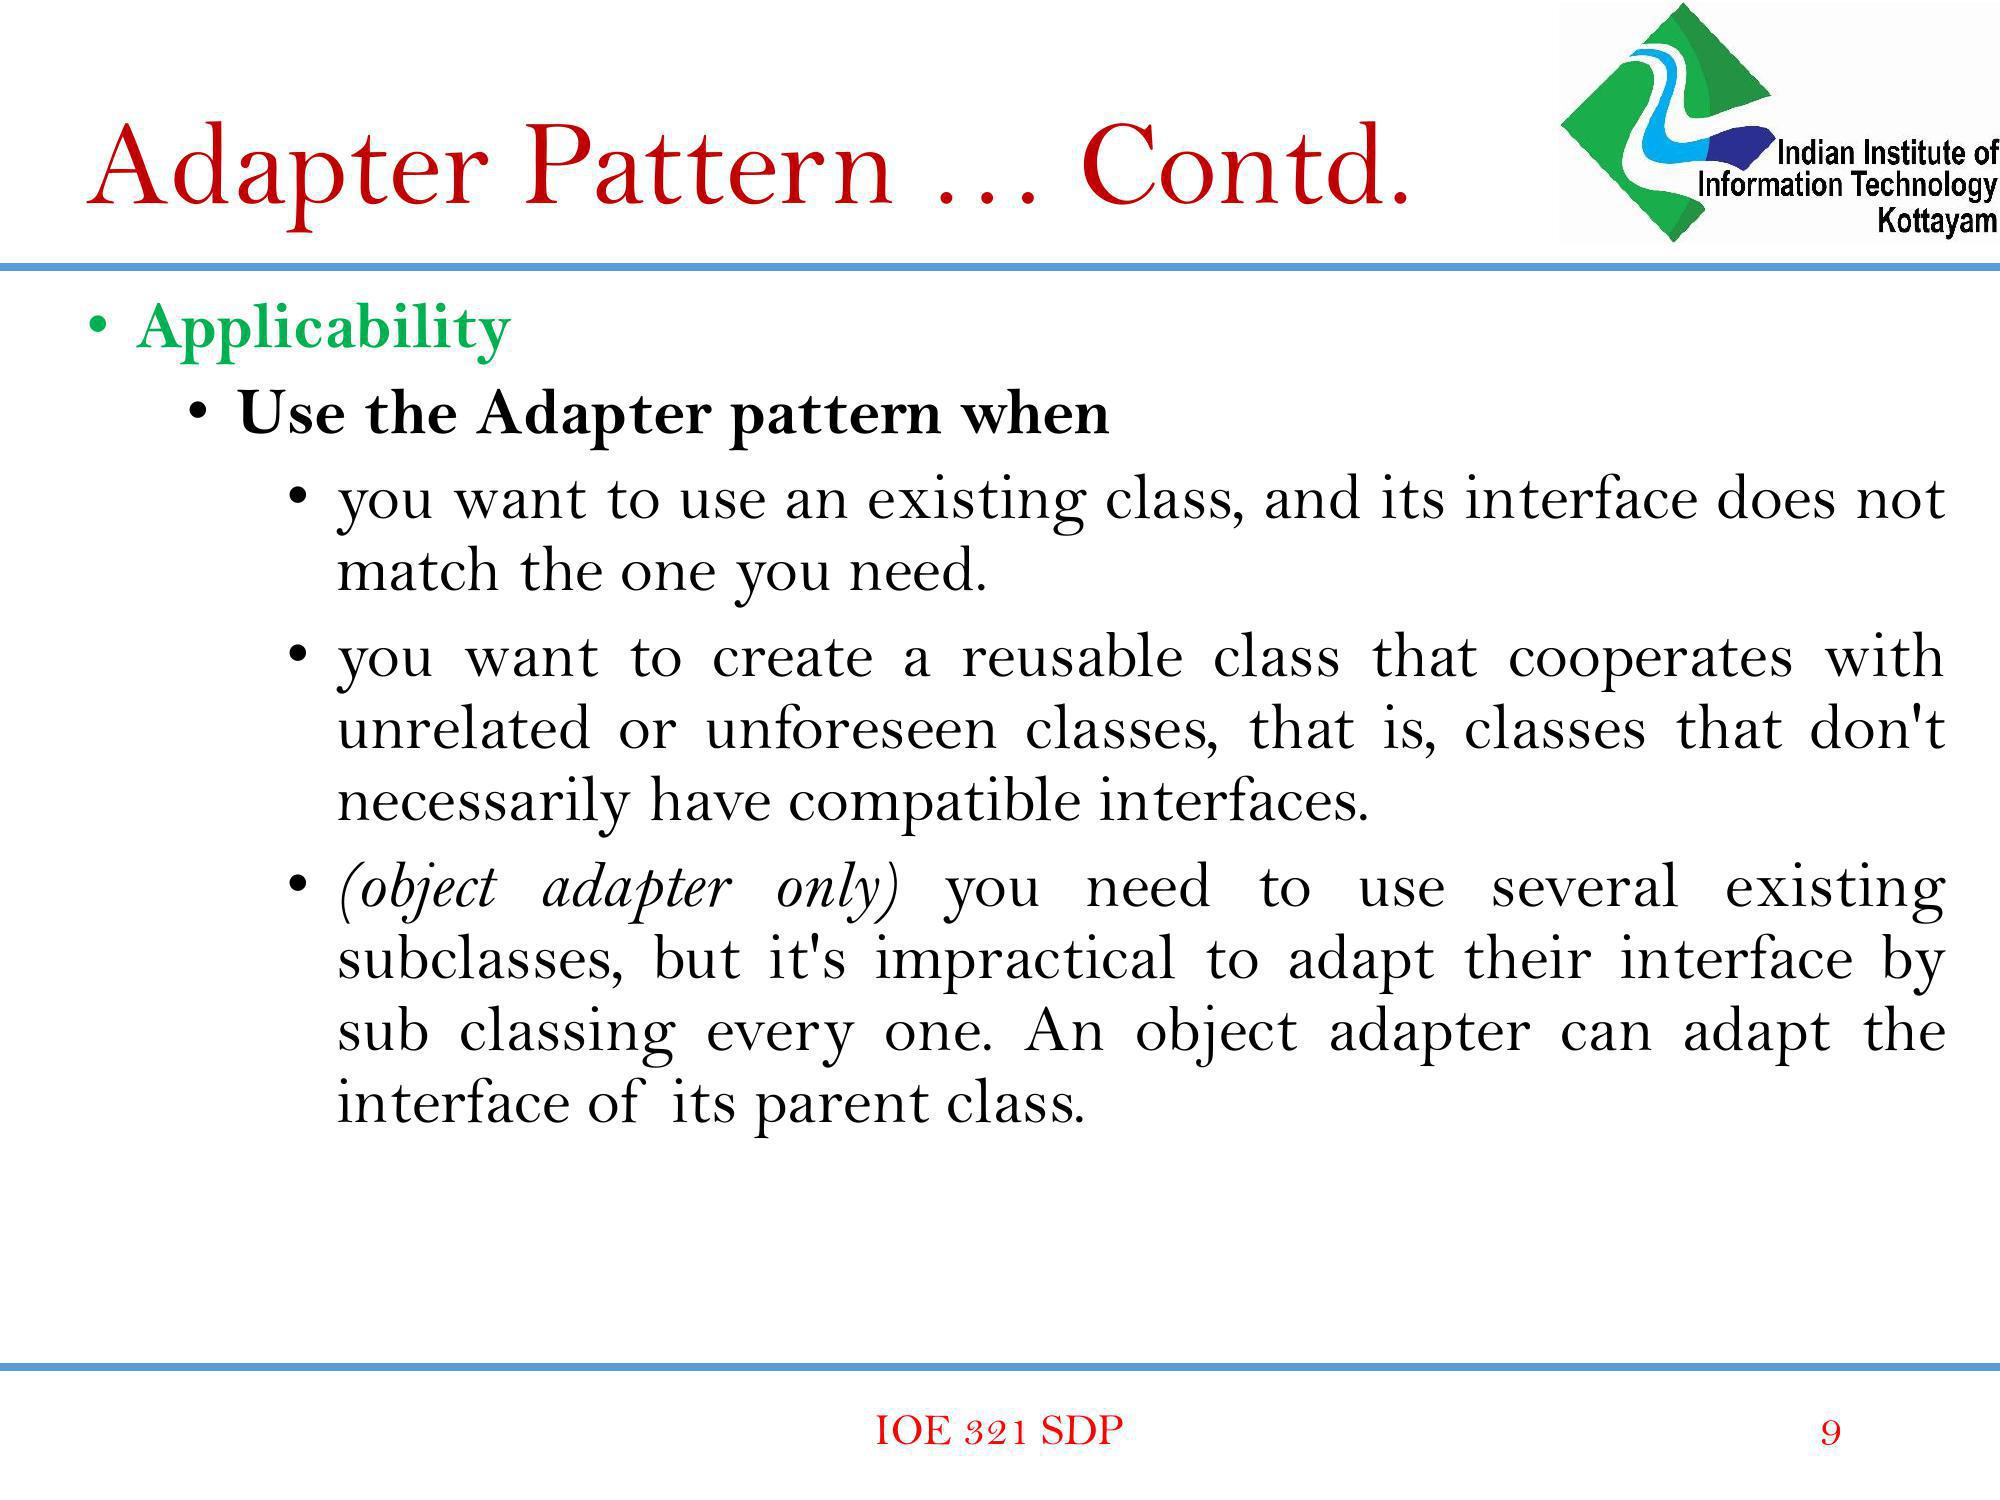 Adapter Pattern … Contd.
Indian Institute of
Information Technology
Kottayam
• Applicability
• Use the Adapter pattern when
• you want to use an existing class, and its interface does not
match the one you need.
• you want to create a reusable class that cooperates with
unrelated or unforeseen classes, that is, classes that don't
necessarily have compatible interfaces.
• (object adapter only) you need to use several existing
subclasses, but it's impractical to adapt their interface by
sub classing every one. An object adapter can adapt the
interface of its parent class.
IOE 321 SDP
9